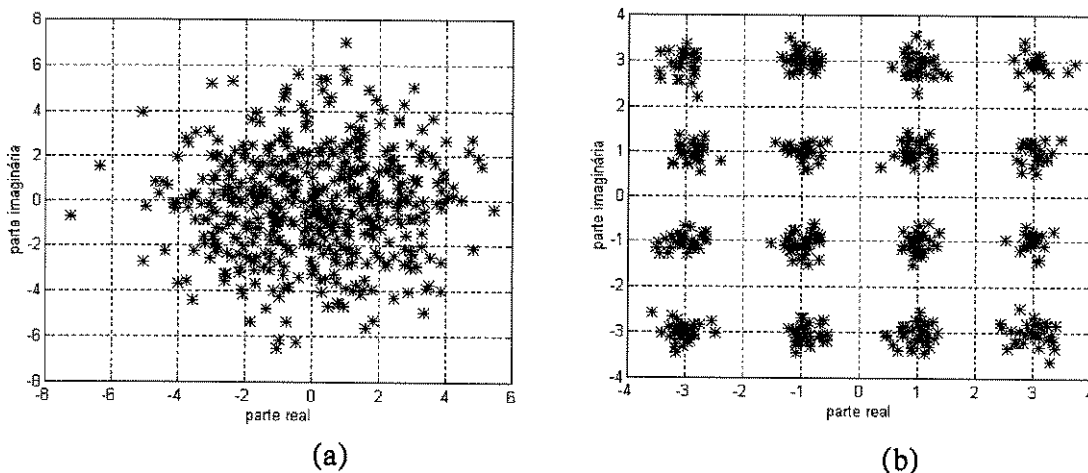 8
6
4
2
0
-2
-4
-6
-8
parte imaginária
-8 -6 -4 -2 0 2 4 6
parte real
(a)
4
3
2
1
0
-1
-2
-3
-4
parte imaginária
-4 -3 -2 -1 0 1 2 3 4
parte real
(b)